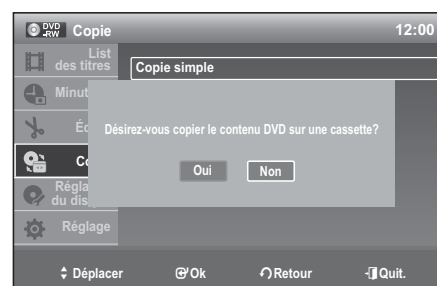 DVD -RW Copie 12:00
List des titres
Copie simple
Minut
Éc
Désirez-vous copier le contenu DVD sur une cassette?
Co
Oui Non
Régla
du dis
Réglage
Déplacer Ok Retour Quit.